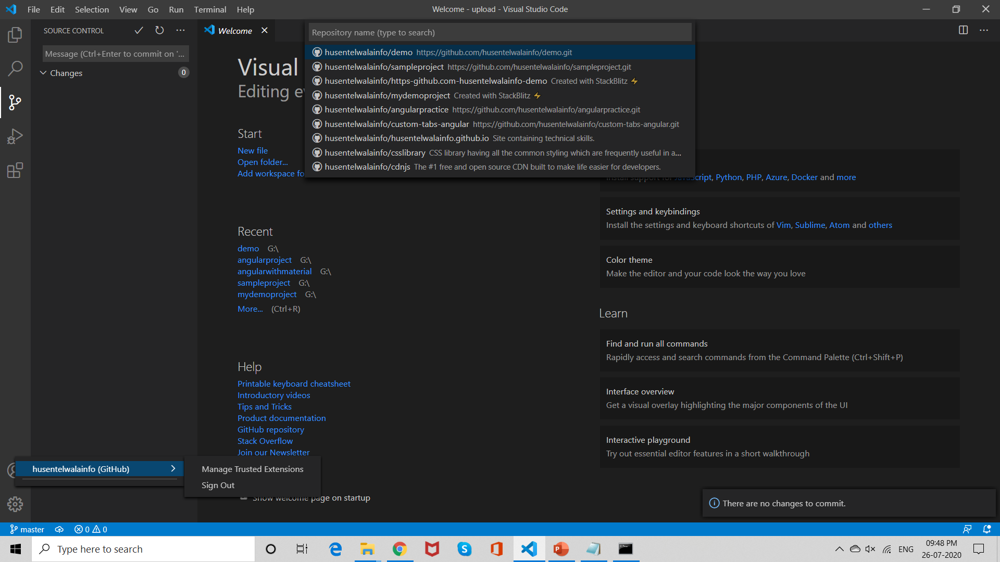 File Edit Selection View Go Run Terminal Help
Welcome - upload - Visual Studio Code
SOURCE CONTROL
Message (Ctrl+Enter to commit on '...
Changes 0
Welcome
Repository name (type to search)
husentelwalainfo/demo https://github.com/husentelwalainfo/demo.git
husentelwalainfo/sampleproject https://github.com/husentelwalainfo/sampleproject.git
husentelwalainfo/https-github.com-husentelwalainfo-demo Created with StackBlitz ⚡
husentelwalainfo/mydemoproject Created with StackBlitz ⚡
husentelwalainfo/angularpractice https://github.com/husentelwalainfo/angularpractice.git
husentelwalainfo/custom-tabs-angular https://github.com/husentelwalainfo/custom-tabs-angular.git
husentelwalainfo/husentelwalainfo.github.io Site containing technical skills.
husentelwalainfo/csslibrary CSS library having all the common styling which are frequently useful in a...
husentelwalainfo/cdnjs The #1 free and open source CDN built to make life easier for developers.
Visual
Editing ev
Start
New file
Open folder...
Add workspace fo
Recent
demo G:\
angularproject G:\
angularwithmaterial G:\
sampleproject G:\
mydemoproject G:\
More... (Ctrl+R)
Help
Printable keyboard cheatsheet
Introductory videos
Tips and Tricks
Product documentation
GitHub repository
Stack Overflow
Join our Newsletter
Show welcome page on startup
Install support for JavaScript, Python, PHP, Azure, Docker and more
Settings and keybindings
Install the settings and keyboard shortcuts of Vim, Sublime, Atom and others
Color theme
Make the editor and your code look the way you love
Learn
Find and run all commands
Rapidly access and search commands from the Command Palette (Ctrl+Shift+P)
Interface overview
Get a visual overlay highlighting the major components of the UI
Interactive playground
Try out essential editor features in a short walkthrough
husentelwalainfo (GitHub)
Manage Trusted Extensions
Sign Out
There are no changes to commit.
master 0 0
Type here to search
ENG
09:48 PM
26-07-2020